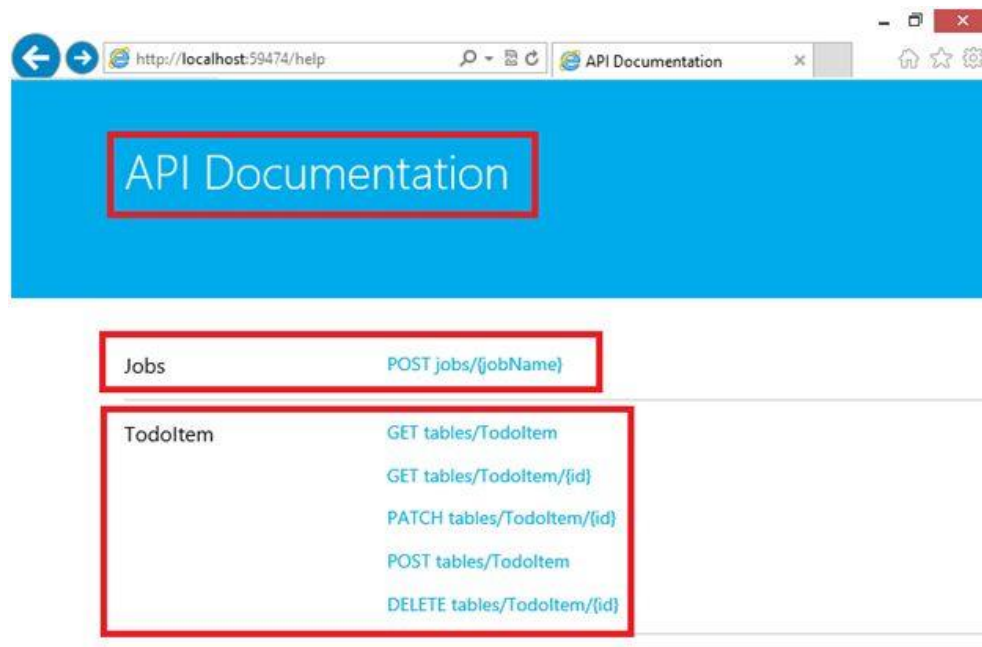 http://localhost:59474/help
API Documentation
API Documentation
Jobs POST jobs/{jobName}
TodoItem GET tables/TodoItem
GET tables/TodoItem/{id}
PATCH tables/TodoItem/{id}
POST tables/TodoItem
DELETE tables/TodoItem/{id}